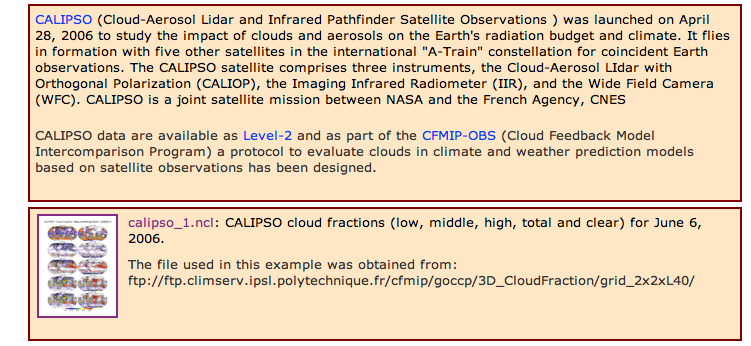 CALIPSO (Cloud-Aerosol Lidar and Infrared Pathfinder Satellite Observations ) was launched on April
28, 2006 to study the impact of clouds and aerosols on the Earth's radiation budget and climate. It flies
in formation with five other satellites in the international "A-Train" constellation for coincident Earth
observations. The CALIPSO satellite comprises three instruments, the Cloud-Aerosol LIdar with
Orthogonal Polarization (CALIOP), the Imaging Infrared Radiometer (IIR), and the Wide Field Camera
(WFC). CALIPSO is a joint satellite mission between NASA and the French Agency, CNES
CALIPSO data are available as Level-2 and as part of the CFMIP-OBS (Cloud Feedback Model
Intercomparison Program) a protocol to evaluate clouds in climate and weather prediction models
based on satellite observations has been designed.
calipso_1.ncl: CALIPSO cloud fractions (low, middle, high, total and clear) for June 6,
2006.
The file used in this example was obtained from:
ftp://ftp.climserv.ipsl.polytechnique.fr/cfmip/goccp/3D_CloudFraction/grid_2x2xL40/